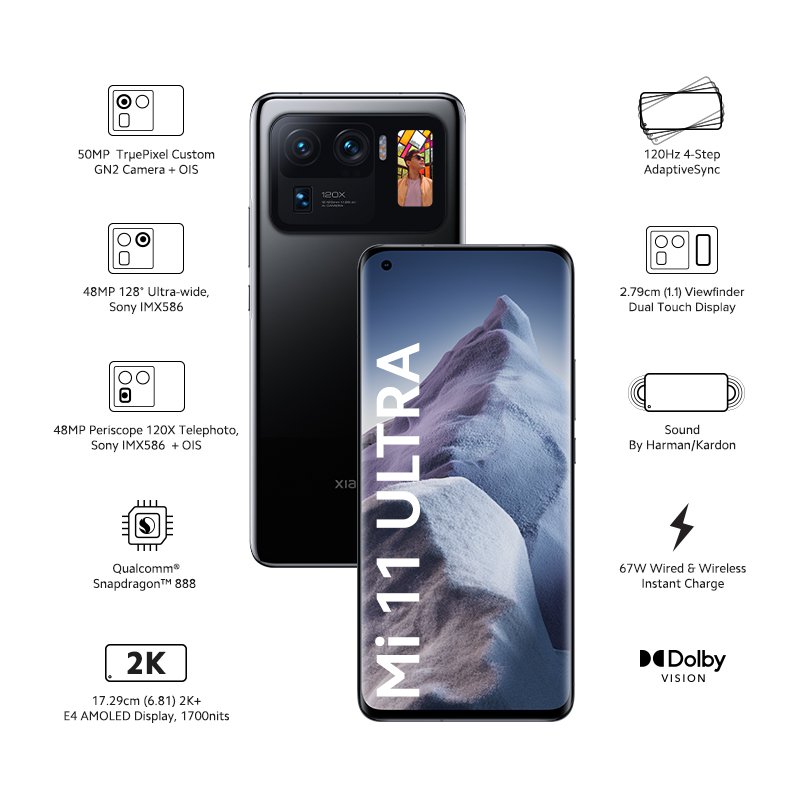 50MP TrµePixel Custom
GN2 Camera + OIS
48MP 128° Ultra-wide,
Sony IMX586
48MP Periscope 120X Telephoto,
Sony IMX586 + OIS
Qualcomm®
Snapdragon™ 888
2K
17.29cm (6.81) 2K+
E4 AMOLED Display, 1700nits
120X
XIA
Mi 11 ULTRA
120Hz 4-Step
AdaptiveSync
2.79cm (1.1) Viewfinder
Dual Touch Display
Sound
By Harman/Kardon
67W Wired & Wireless
Instant Charge
Dolby
VISION